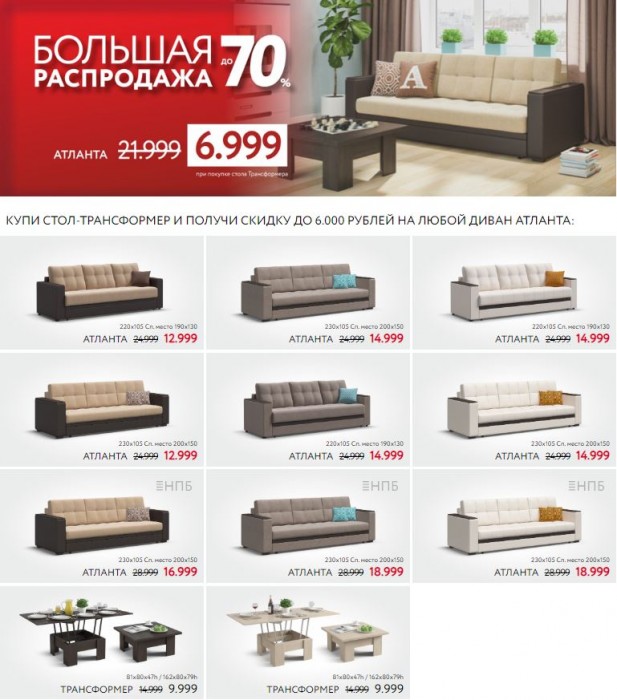 БОЛЬШАЯ
РАСПРОДАЖА
ДО 70%
АТЛАНТА 21.999 6.999
при покупке стола Трансформера
A
КУПИ СТОЛ-ТРАНСФОРМЕР И ПОЛУЧИ СКИДКУ ДО 6.000 РУБЛЕЙ НА ЛЮБОЙ ДИВАН АТЛАНТА:
220x105 Сп. место 190x130
АТЛАНТА 24.999 12.999
230x105 Сп. место 200x150
АТЛАНТА 24.999 14.999
220x105 Сп. место 190x130
АТЛАНТА 24.999 14.999
230x105 Сп. место 200x150
АТЛАНТА 24.999 12.999
220x105 Сп. место 190x130
АТЛАНТА 24.999 14.999
230x105 Сп. место 200x150
АТЛАНТА 24.999 14.999
НПБ
230x105 Сп. место 200x150
АТЛАНТА 28.999 16.999
НПБ
230x105 Сп. место 200x150
АТЛАНТА 28.999 18.999
НПБ
230x105 Сп. место 200x150
АТЛАНТА 28.999 18.999
81x80x47h / 162x80x79h
ТРАНСФОРМЕР 14.999 9.999
81x80x47h / 162x80x79h
ТРАНСФОРМЕР 14.999 9.999